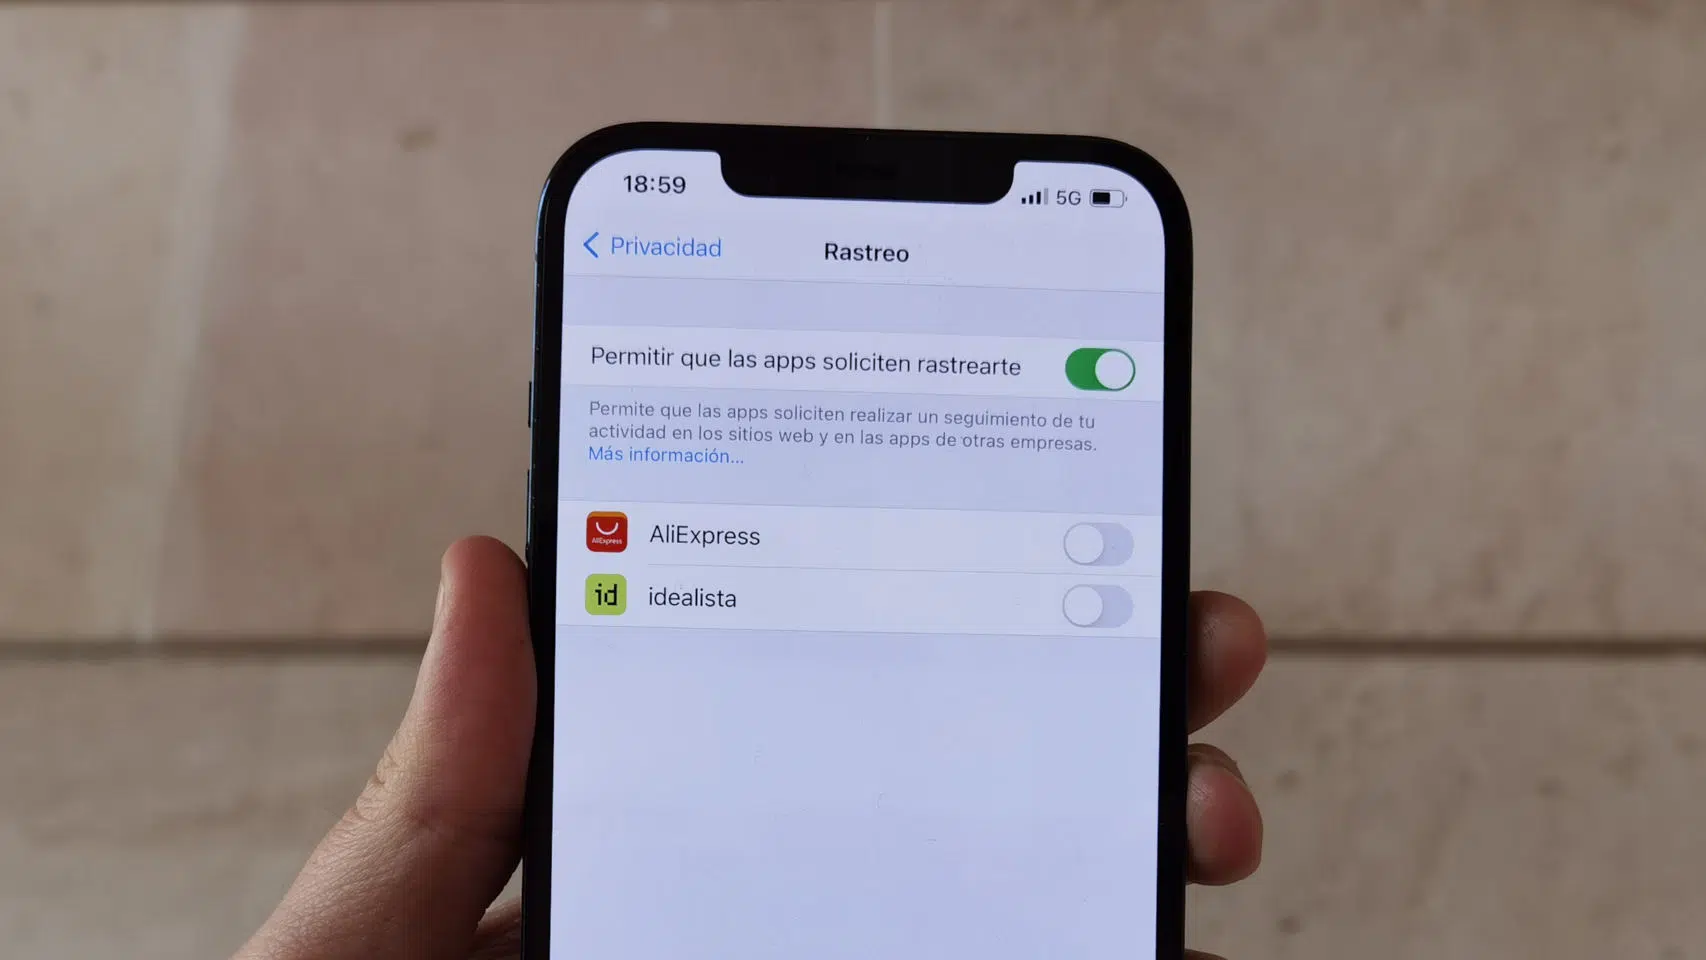 18:59
5G
Privacidad
Rastreo
Permitir que las apps soliciten rastrearte
Permite que las apps soliciten realizar un seguimiento de tu
actividad en los sitios web y en las apps de otras empresas.
Más información...
AliExpress
AliExpress
id
idealista